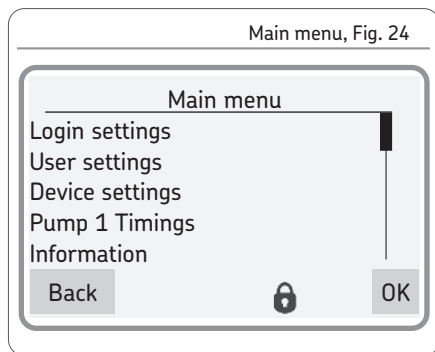 Main menu, Fig. 24
Main menu
Login settings
User settings
Device settings
Pump 1 Timings
Information
Back OK